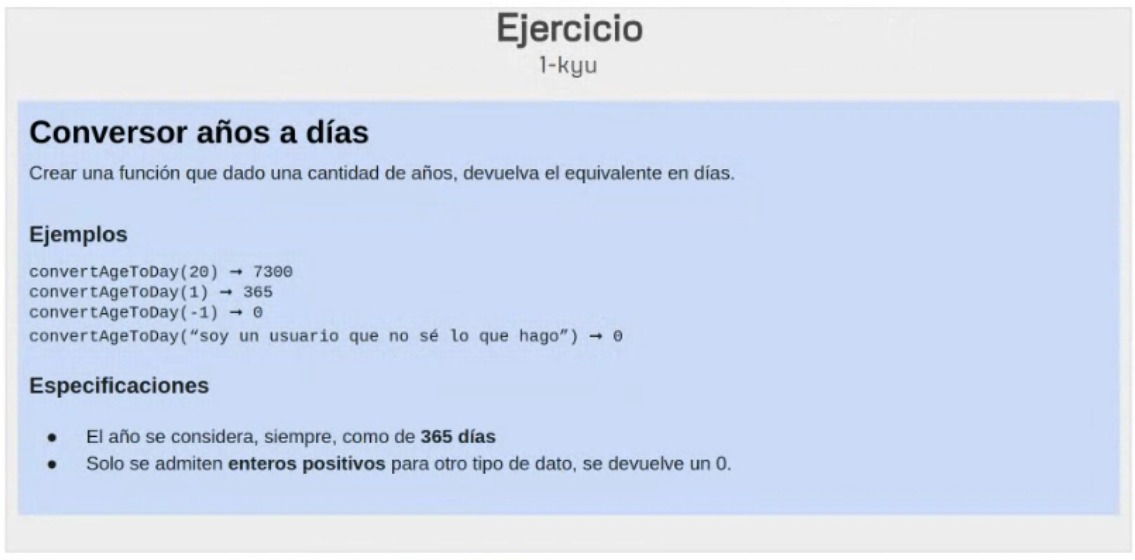 Ejercicio
1-kyu
Conversor años a días
Crear una función que dado una cantidad de años, devuelva el equivalente en días.
Ejemplos
convertAgeToDay(20) → 7300
convertAgeToDay(1) → 365
convertAgeToDay(-1) → 0
convertAgeToDay(“soy un usuario que no sé lo que hago”) → 0
Especificaciones
● El año se considera, siempre, como de 365 días
● Solo se admiten enteros positivos para otro tipo de dato, se devuelve un 0.